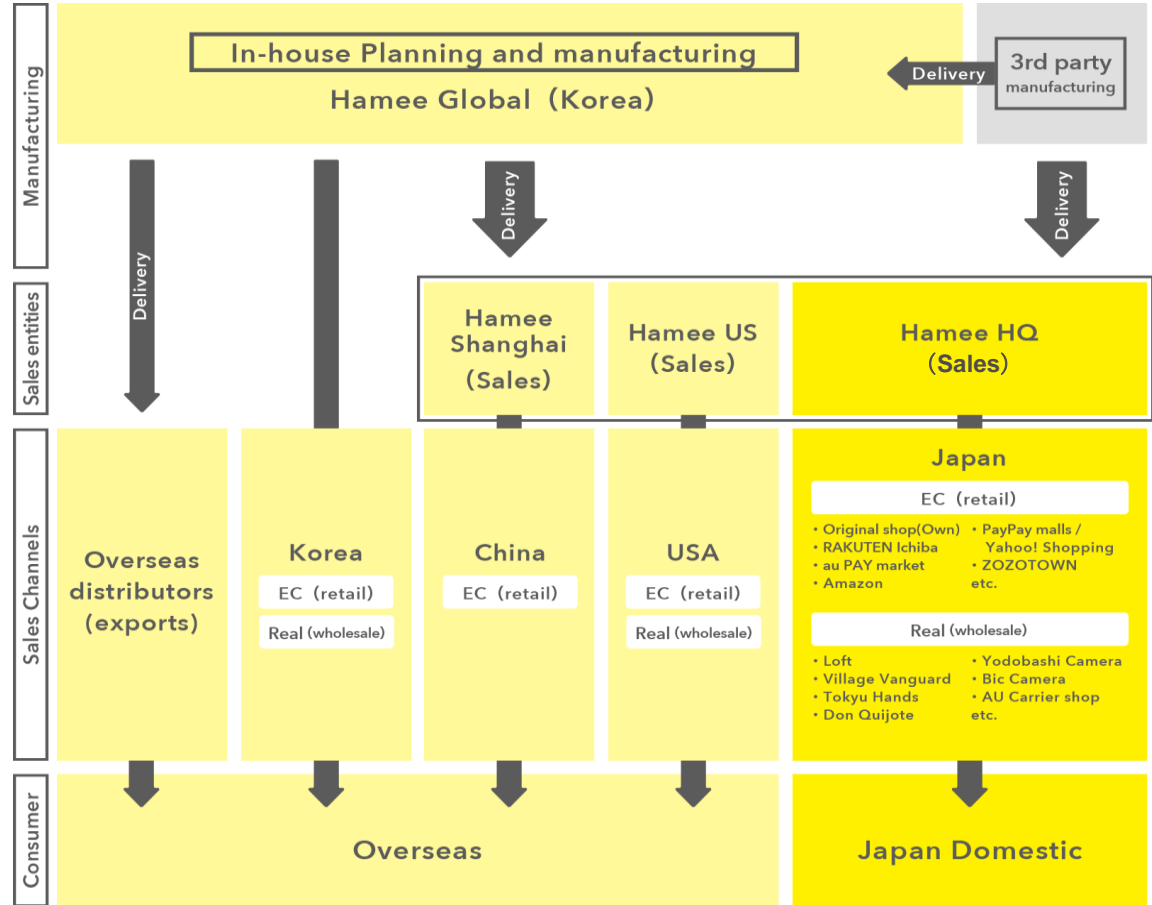 Manufacturing
In-house Planning and manufacturing
Hamee Global（Korea）
Delivery
3rd party
manufacturing
Delivery
Delivery
Delivery
Sales entities
Hamee
Shanghai
（Sales）
Hamee US
（Sales）
Hamee HQ
（Sales）
Sales Channels
Overseas
distributors
(exports)
Korea
EC（retail）
Real（wholesale）
China
EC（retail）
USA
EC（retail）
Real（wholesale）
Japan
EC（retail）
・Original shop(Own)
・RAKUTEN Ichiba
・au PAY market
・Amazon
・PayPay malls /
Yahoo! Shopping
・ZOZOTOWN
etc.
Real（wholesale）
・Loft
・Village Vanguard
・Tokyu Hands
・Don Quijote
・Yodobashi Camera
・Bic Camera
・AU Carrier shop
etc.
Consumer
Overseas
Japan Domestic